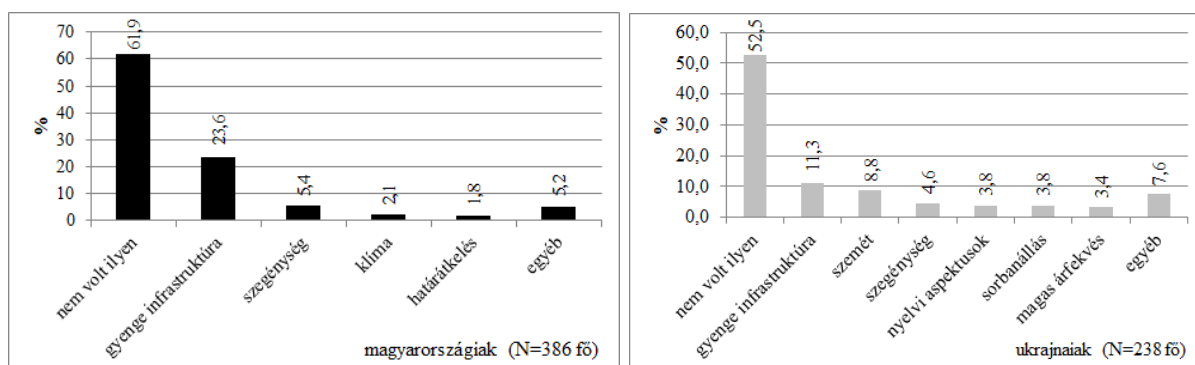 70
60
50
40
30
20
10
0
%
61,9
23,6
5,4
2,1
1,8
5,2
nem volt ilyen
gyenge infrastruktúra
szegénység
klíma
határátkelés
egyéb
magyarországiak (N=386 fő)
60,0
50,0
40,0
30,0
20,0
10,0
0,0
%
52,5
11,3
8,8
4,6
3,8
3,8
3,4
7,6
nem volt ilyen
gyenge infrastruktúra
szemét
szegénység
nyelvi aspektusok
sorbanállás
magas árfekvés
egyéb
ukrajnaiak (N=238 fő)